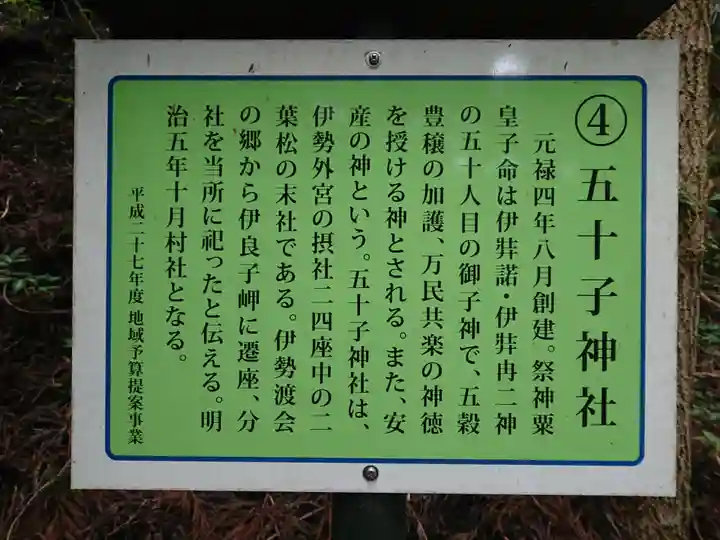 ④五十子神社
元禄四年八月創建。祭神粟
皇子命は伊弉諾・伊弉冉二神
の五十人目の御子神で、五穀
豊穣の加護、万民共楽の神徳
を授ける神とされる。また、安
産の神という。五十子神社は、
伊勢外宮の摂社二四座中の二
葉松の末社である。伊勢渡会
の郷から伊良子岬に遷座、分
社を当所に祀ったと伝える。明
治五年十月村社となる。
平成二十七年度 地域予算提案事業